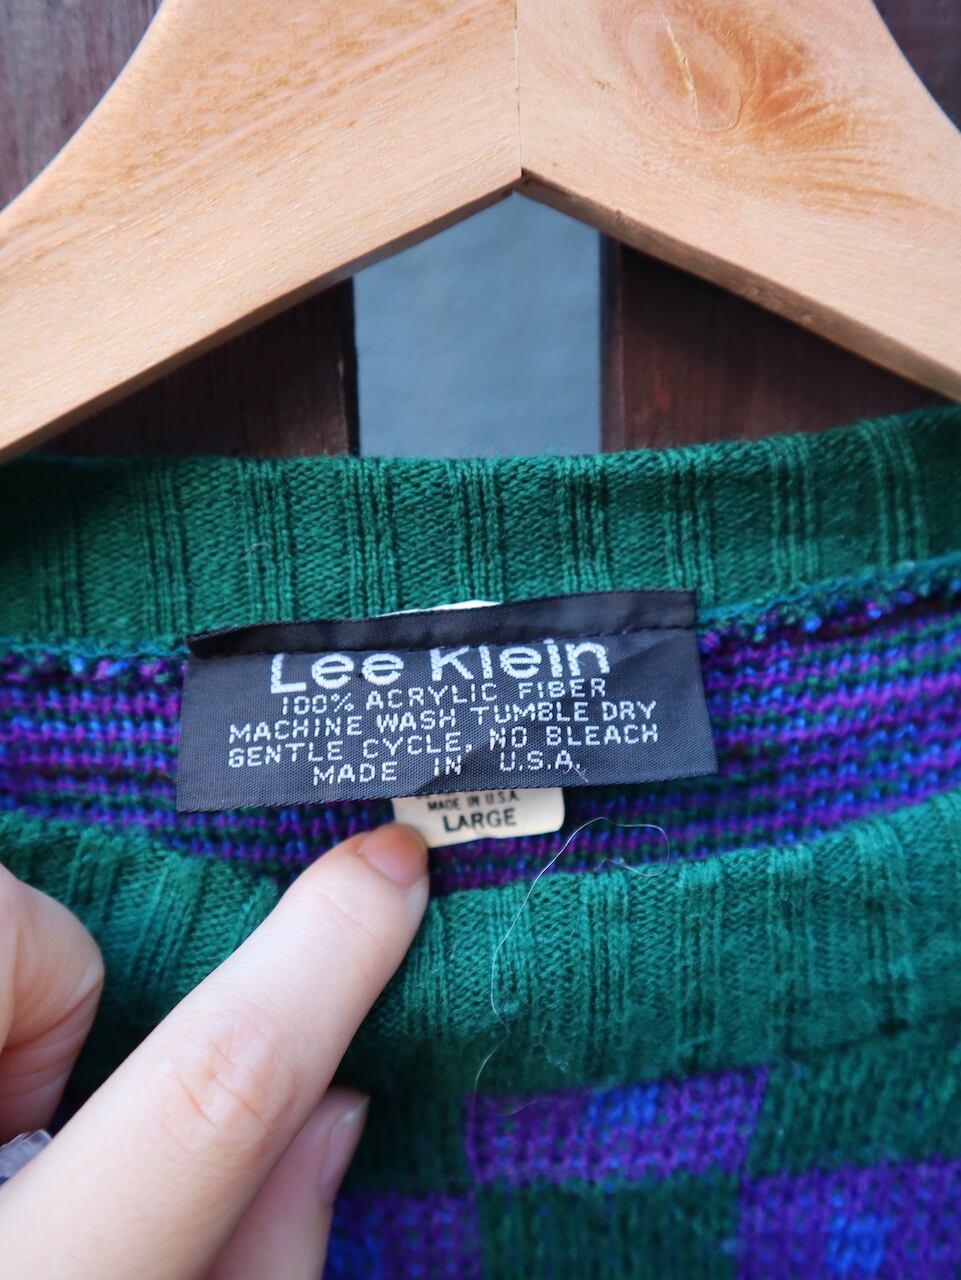 Lee Klein
100% ACRYLIC FIBER
MACHINE WASH TUMBLE DRY
GENTLE CYCLE, NO BLEACH
MADE IN U.S.A.
MADE IN U.S.A.
LARGE